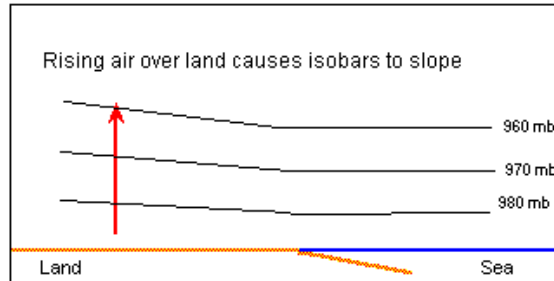 Rising air over land causes isobars to slope
960 mb
970 mb
980 mb
Land
Sea